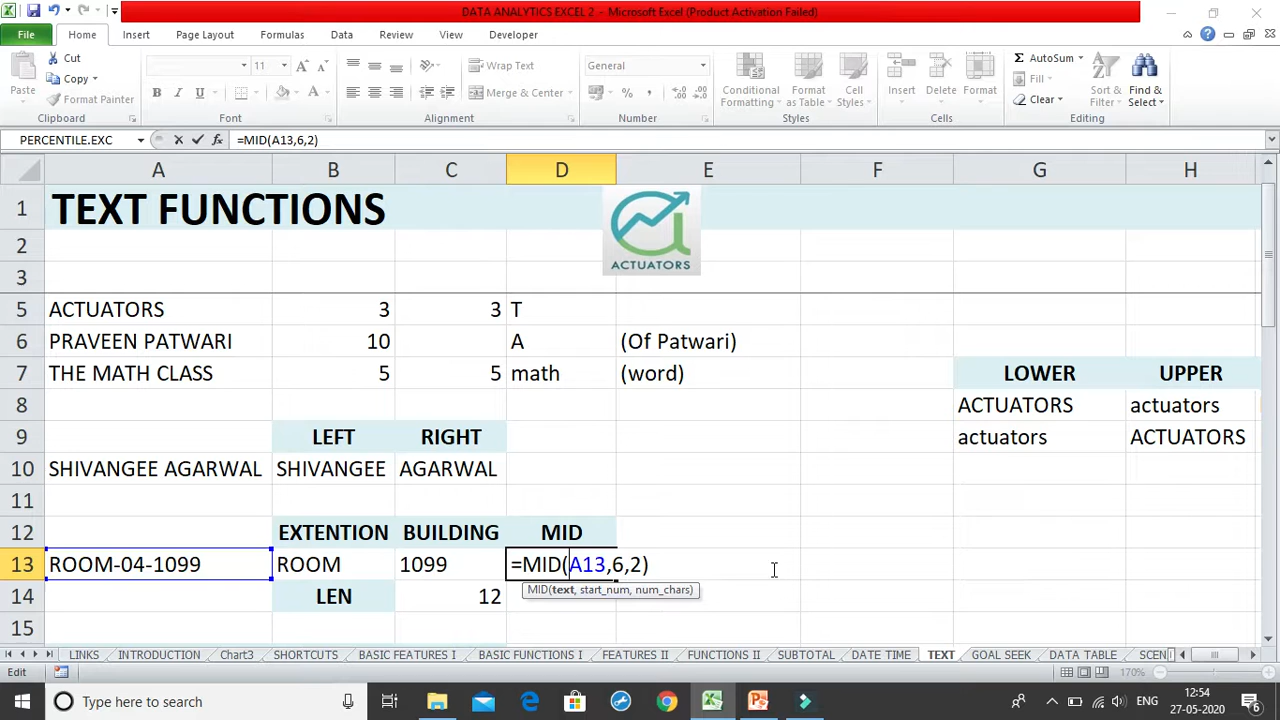 DATA ANALYTICS EXCEL 2 - Microsoft Excel (Product Activation Failed)
File Home Insert Page Layout Formulas Data Review View Developer
Paste Cut Copy Format Painter Clipboard
11 B I U Font
Wrap Text Merge & Center Alignment
General % , Number
Conditional Formatting Format as Table Cell Styles Styles
Insert Delete Format Cells
Σ AutoSum Fill Clear Sort & Filter Find & Select Editing
PERCENTILE.EXC fx =MID(A13,6,2)
A B C D E F G H
1 TEXT FUNCTIONS
ACTUATORS
2
3
5 ACTUATORS 3 3 T
6 PRAVEEN PATWARI 10 A (Of Patwari)
7 THE MATH CLASS 5 5 math (word) LOWER UPPER
8 ACTUATORS actuators
9 LEFT RIGHT actuators ACTUATORS
10 SHIVANGEE AGARWAL SHIVANGEE AGARWAL
11
12 EXTENTION BUILDING MID
13 ROOM-04-1099 ROOM 1099 =MID(A13,6,2)
MID(text, start_num, num_chars)
14 LEN 12
15
LINKS INTRODUCTION Chart3 SHORTCUTS BASIC FEATURES I BASIC FUNCTIONS I FEATURES II FUNCTIONS II SUBTOTAL DATE TIME TEXT GOAL SEEK DATA TABLE SCEN
Edit 170%
Type here to search ENG 12:54
27-05-2020 6